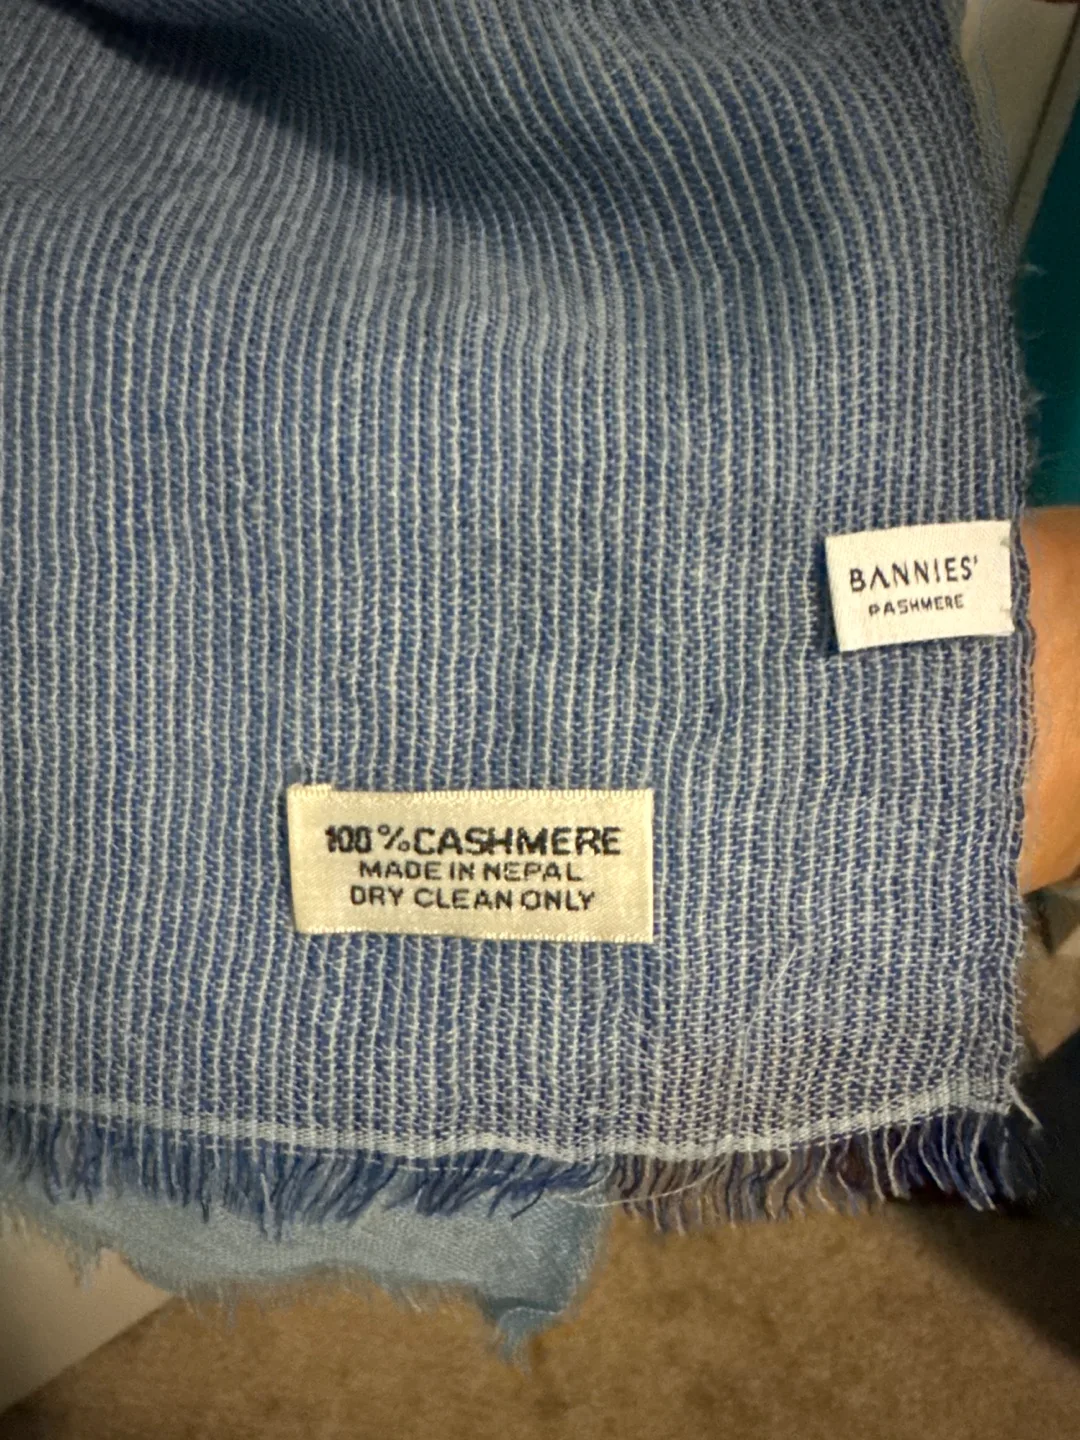 BANNIES'
PASHMERE
100%CASHMERE
MADE IN NEPAL
DRY CLEAN ONLY